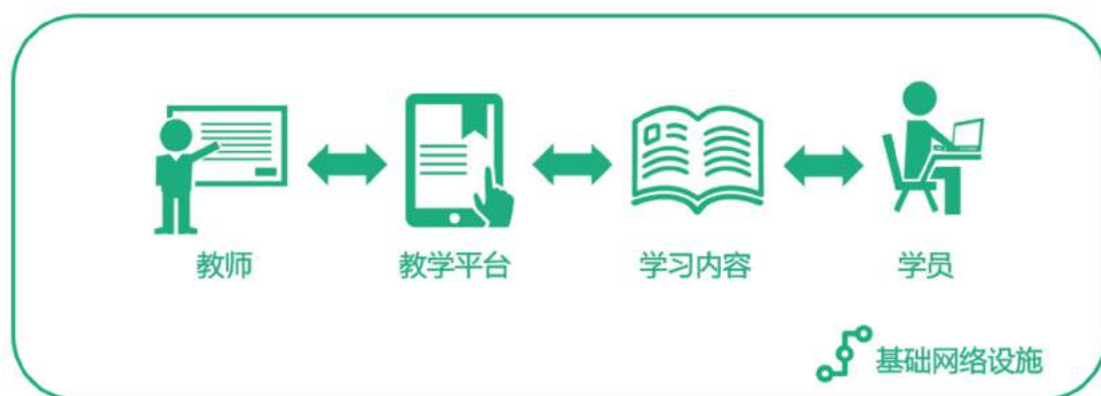 教师
教学平台
学习内容
学员
基础网络设施